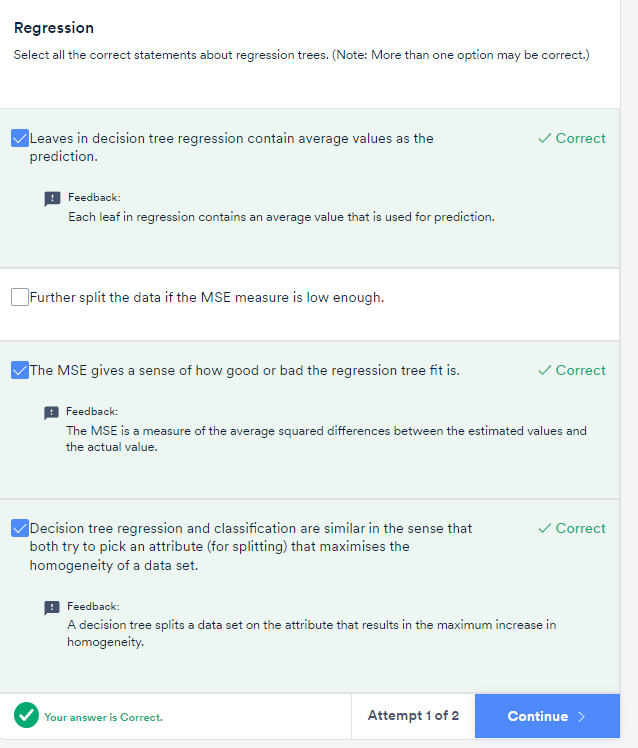 Regression
Select all the correct statements about regression trees. (Note: More than one option may be correct.)
Leaves in decision tree regression contain average values as the
prediction.
Correct
Feedback:
Each leaf in regression contains an average value that is used for prediction.
Further split the data if the MSE measure is low enough.
The MSE gives a sense of how good or bad the regression tree fit is.
Correct
Feedback:
The MSE is a measure of the average squared differences between the estimated values and
the actual value.
Decision tree regression and classification are similar in the sense that
both try to pick an attribute (for splitting) that maximises the
homogeneity of a data set.
Correct
Feedback:
A decision tree splits a data set on the attribute that results in the maximum increase in
homogeneity.
Your answer is Correct.
Attempt 1 of 2
Continue